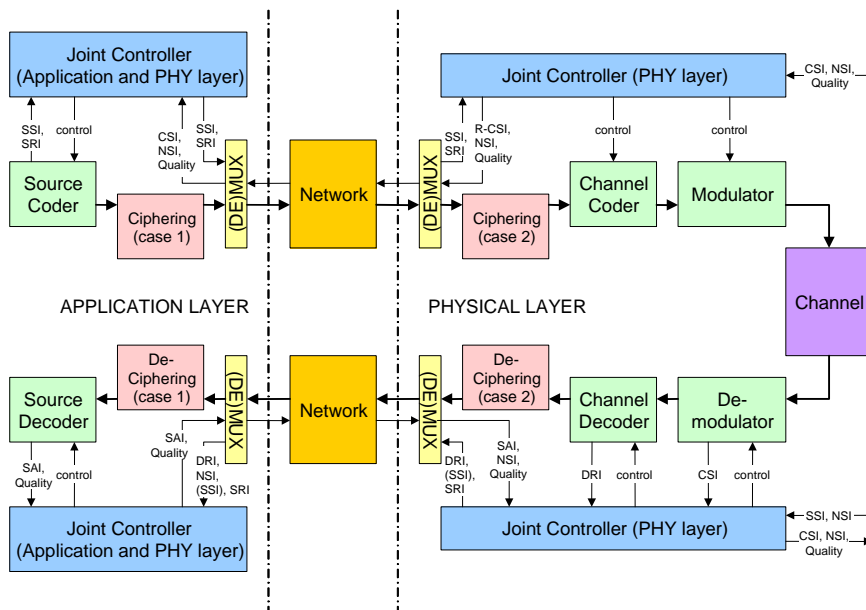 Joint Controller
(Application and PHY layer)
Joint Controller (PHY layer)
CSI, NSI,
Quality
SSI,
SRI
control
CSI,
NSI,
Quality
SSI,
SRI
SSI,
SRI
R-CSI,
NSI,
Quality
control
control
Source
Coder
Ciphering
(case 1)
(DE)MUX
Network
(DE)MUX
Ciphering
(case 2)
Channel
Coder
Modulator
APPLICATION LAYER
PHYSICAL LAYER
Channel
Source
Decoder
De-
Ciphering
(case 1)
(DE)MUX
Network
(DE)MUX
De-
Ciphering
(case 2)
Channel
Decoder
De-
modulator
SAI,
Quality
control
SAI,
Quality
DRI,
NSI,
(SSI), SRI
DRI,
(SSI),
SRI
SAI,
NSI,
Quality
DRI
control
CSI
control
Joint Controller
(Application and PHY layer)
Joint Controller (PHY layer)
SSI, NSI
CSI, NSI,
Quality